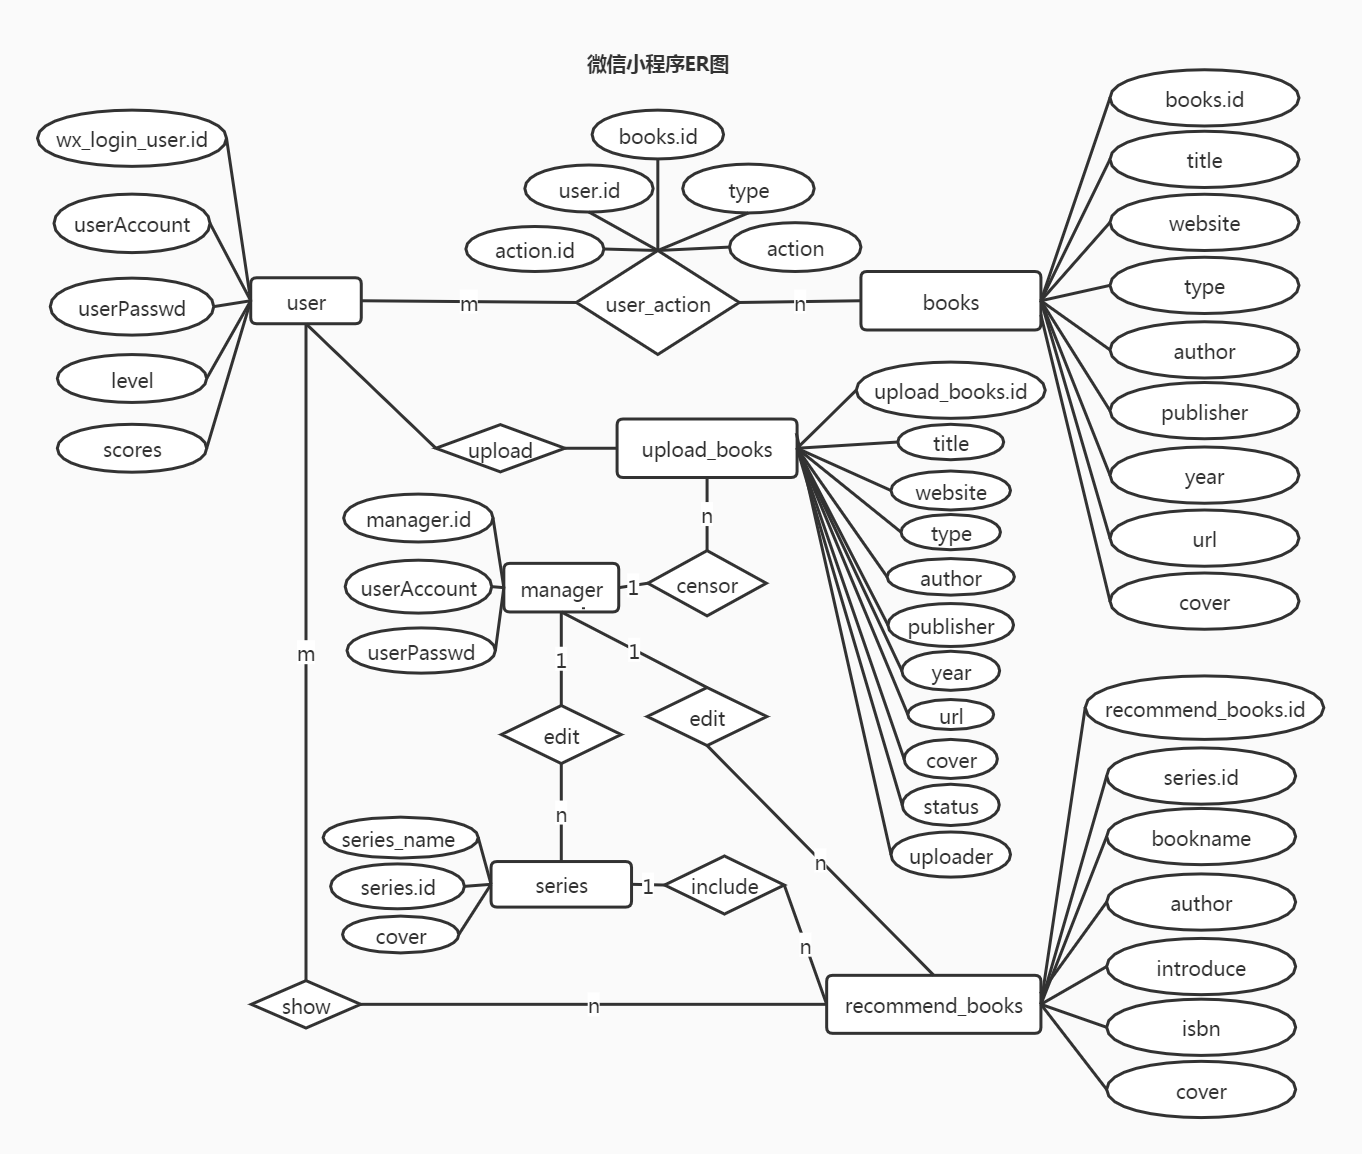 微信小程序ER图
wx_login_user.id
userAccount
userPasswd
level
scores
user
m
books.id
user.id
type
action.id
action
user_action
n
books
books.id
title
website
type
author
publisher
year
url
cover
upload
upload_books
upload_books.id
title
website
type
author
publisher
year
url
cover
status
uploader
n
censor
1
manager.id
userAccount
userPasswd
manager
1
edit
n
1
edit
n
series_name
series.id
cover
series
1
include
n
m
show
n
recommend_books
recommend_books.id
series.id
bookname
author
introduce
isbn
cover